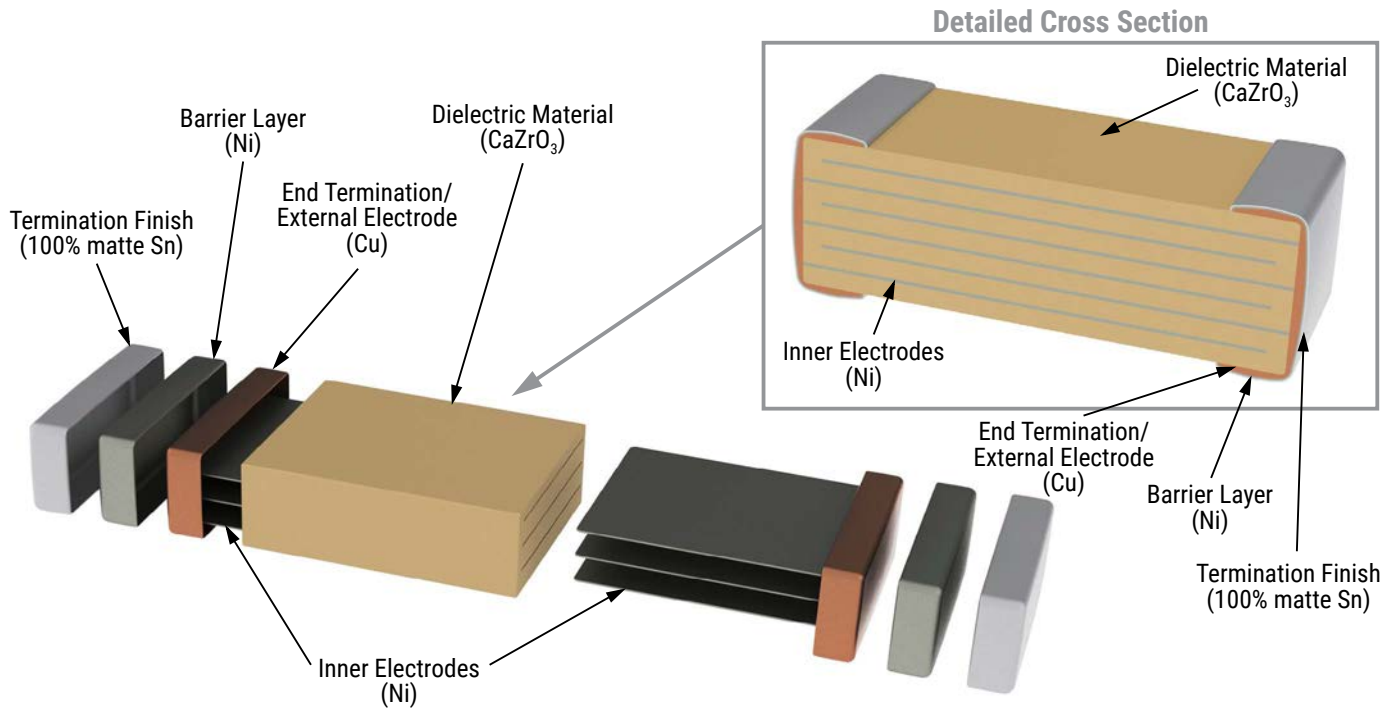 Detailed Cross Section
Dielectric Material
(CaZrO₃)
Barrier Layer
(Ni)
Dielectric Material
(CaZrO₃)
End Termination/
External Electrode
(Cu)
Termination Finish
(100% matte Sn)
Inner Electrodes
(Ni)
End Termination/
External Electrode
(Cu)
Barrier Layer
(Ni)
Termination Finish
(100% matte Sn)
Inner Electrodes
(Ni)